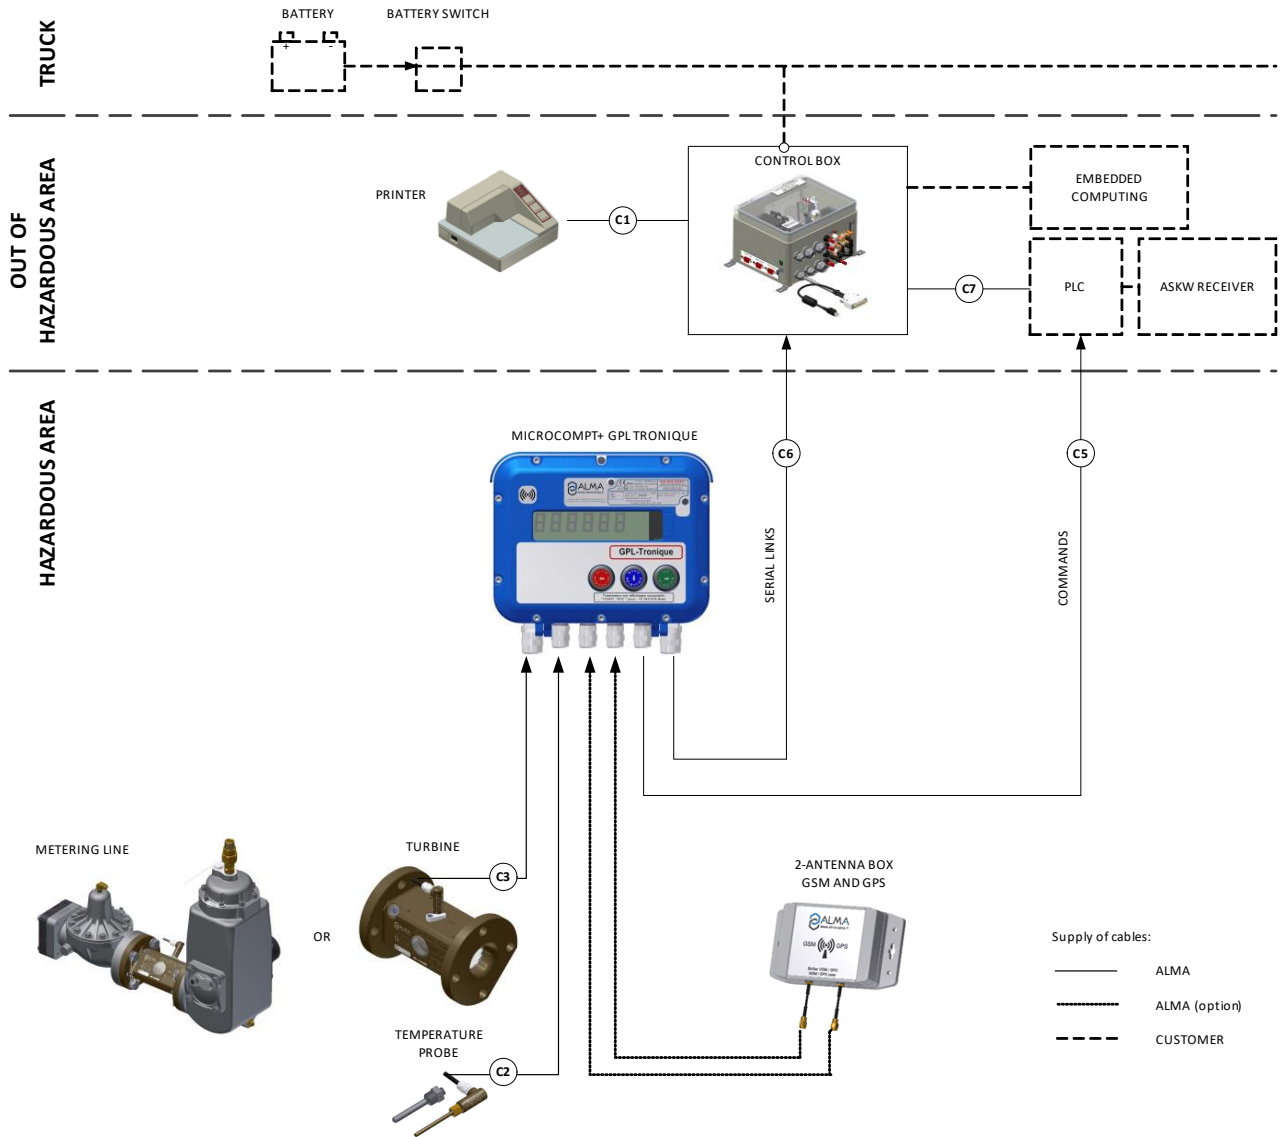 TRUCK
BATTERY
BATTERY SWITCH
+
-
OUT OF
HAZARDOUS AREA
PRINTER
C1
CONTROL BOX
EMBEDDED
COMPUTING
C7
PLC
ASKW RECEIVER
HAZARDOUS AREA
MICROCOMPT+ GPL TRONIQUE
ALMA
GPL-Tronique
C6
C5
SERIAL LINKS
COMMANDS
METERING LINE
OR
TURBINE
C3
TEMPERATURE
PROBE
C2
2-ANTENNA BOX
GSM AND GPS
ALMA
GSM
GPS
Supply of cables:
ALMA
ALMA (option)
CUSTOMER